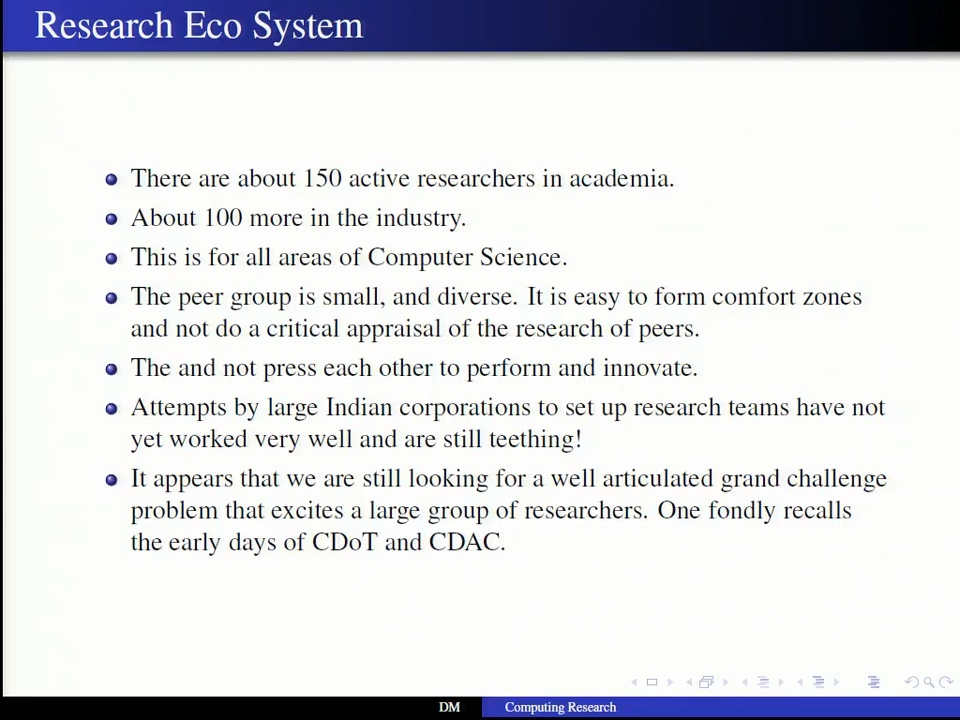 Research Eco System
There are about 150 active researchers in academia.
About 100 more in the industry.
This is for all areas of Computer Science.
The peer group is small, and diverse. It is easy to form comfort zones
and not do a critical appraisal of the research of peers.
The and not press each other to perform and innovate.
Attempts by large Indian corporations to set up research teams have not
yet worked very well and are still teething!
It appears that we are still looking for a well articulated grand challenge
problem that excites a large group of researchers. One fondly recalls
the early days of CDoT and CDAC.
DM Computing Research